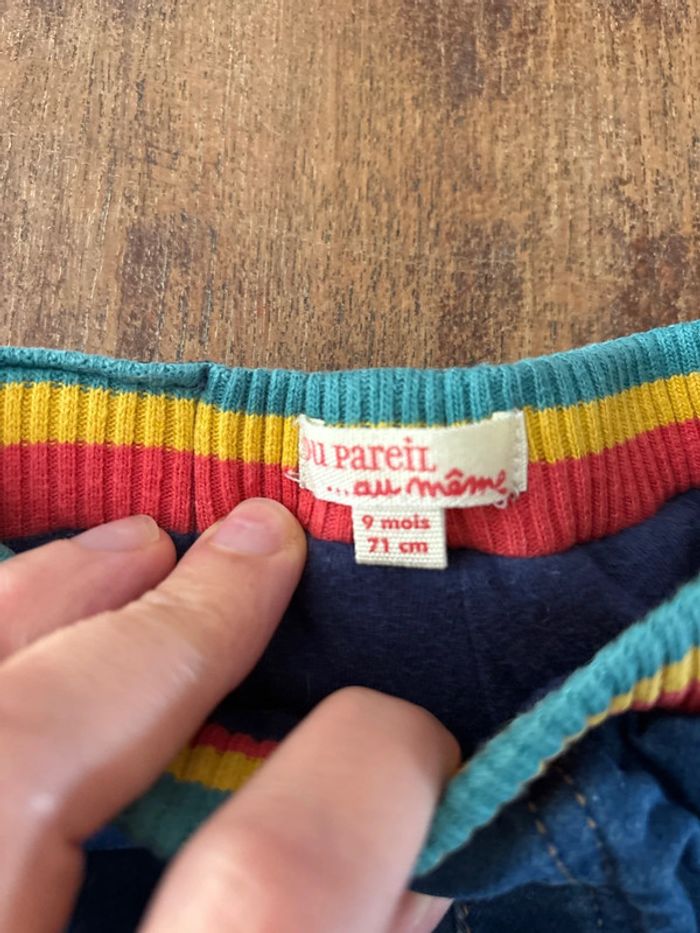 Du Pareil
...au même
9 mois
71 cm